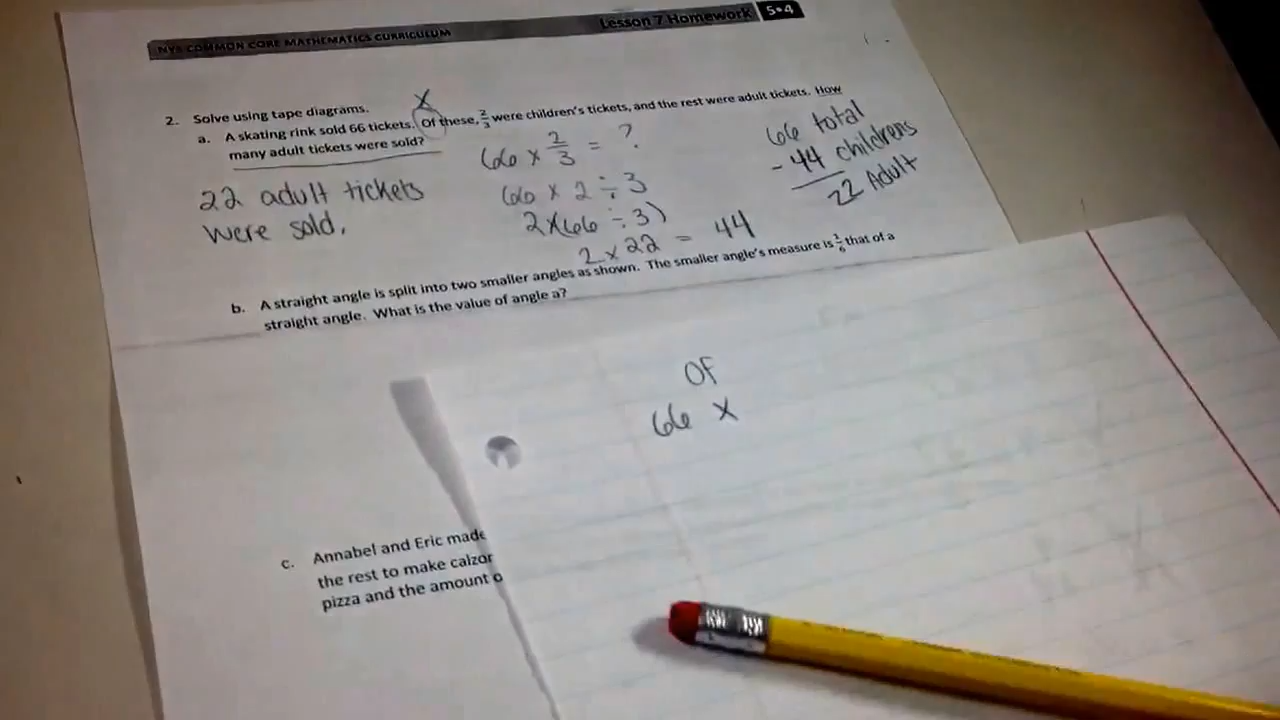 NYS COMMON CORE MATHEMATICS CURRICULUM
Lesson 7 Homework 5•4
2. Solve using tape diagrams.
X
a. A skating rink sold 66 tickets. Of these, 2/3 were children's tickets, and the rest were adult tickets. How
many adult tickets were sold?
66 × 2/3 = ?
66 × 2 ÷ 3
2×(66 ÷ 3)
2 × 22 = 44
66 total
- 44 childrens
22 Adult
22 adult tickets
were sold.
b. A straight angle is split into two smaller angles as shown. The smaller angle's measure is 1/6 that of a
straight angle. What is the value of angle a?
OF
66 X
c. Annabel and Eric made
the rest to make calzon
pizza and the amount o